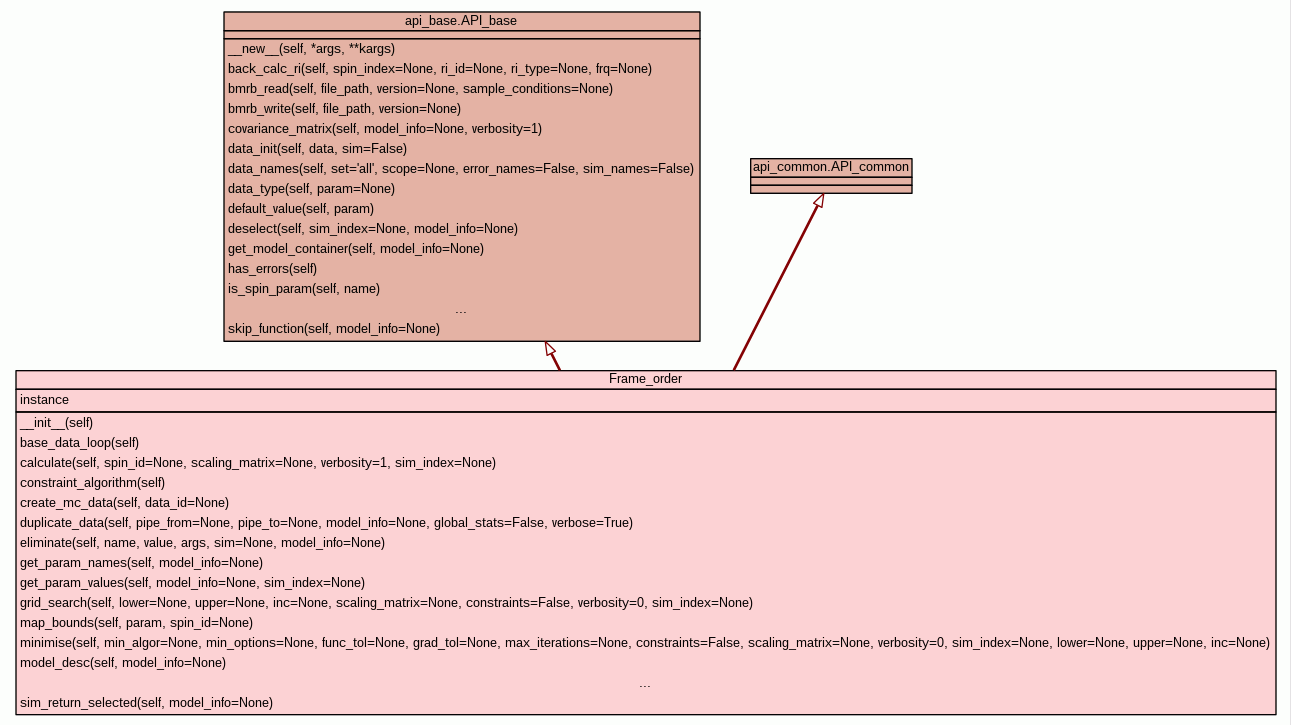 api_base.API_base
__new__(self, *args, **kargs)
back_calc_ri(self, spin_index=None, ri_id=None, ri_type=None, frq=None)
bmrb_read(self, file_path, version=None, sample_conditions=None)
bmrb_write(self, file_path, version=None)
covariance_matrix(self, model_info=None, verbosity=1)
data_init(self, data, sim=False)
data_names(self, set='all', scope=None, error_names=False, sim_names=False)
data_type(self, param=None)
default_value(self, param)
deselect(self, sim_index=None, model_info=None)
get_model_container(self, model_info=None)
has_errors(self)
is_spin_param(self, name)
...
skip_function(self, model_info=None)
api_common.API_common
Frame_order
instance
__init__(self)
base_data_loop(self)
calculate(self, spin_id=None, scaling_matrix=None, verbosity=1, sim_index=None)
constraint_algorithm(self)
create_mc_data(self, data_id=None)
duplicate_data(self, pipe_from=None, pipe_to=None, model_info=None, global_stats=False, verbose=True)
eliminate(self, name, value, args, sim=None, model_info=None)
get_param_names(self, model_info=None)
get_param_values(self, model_info=None, sim_index=None)
grid_search(self, lower=None, upper=None, inc=None, scaling_matrix=None, constraints=False, verbosity=0, sim_index=None)
map_bounds(self, param, spin_id=None)
minimise(self, min_algor=None, min_options=None, func_tol=None, grad_tol=None, max_iterations=None, constraints=False, scaling_matrix=None, verbosity=0, sim_index=None, lower=None, upper=None, inc=None)
model_desc(self, model_info=None)
...
sim_return_selected(self, model_info=None)